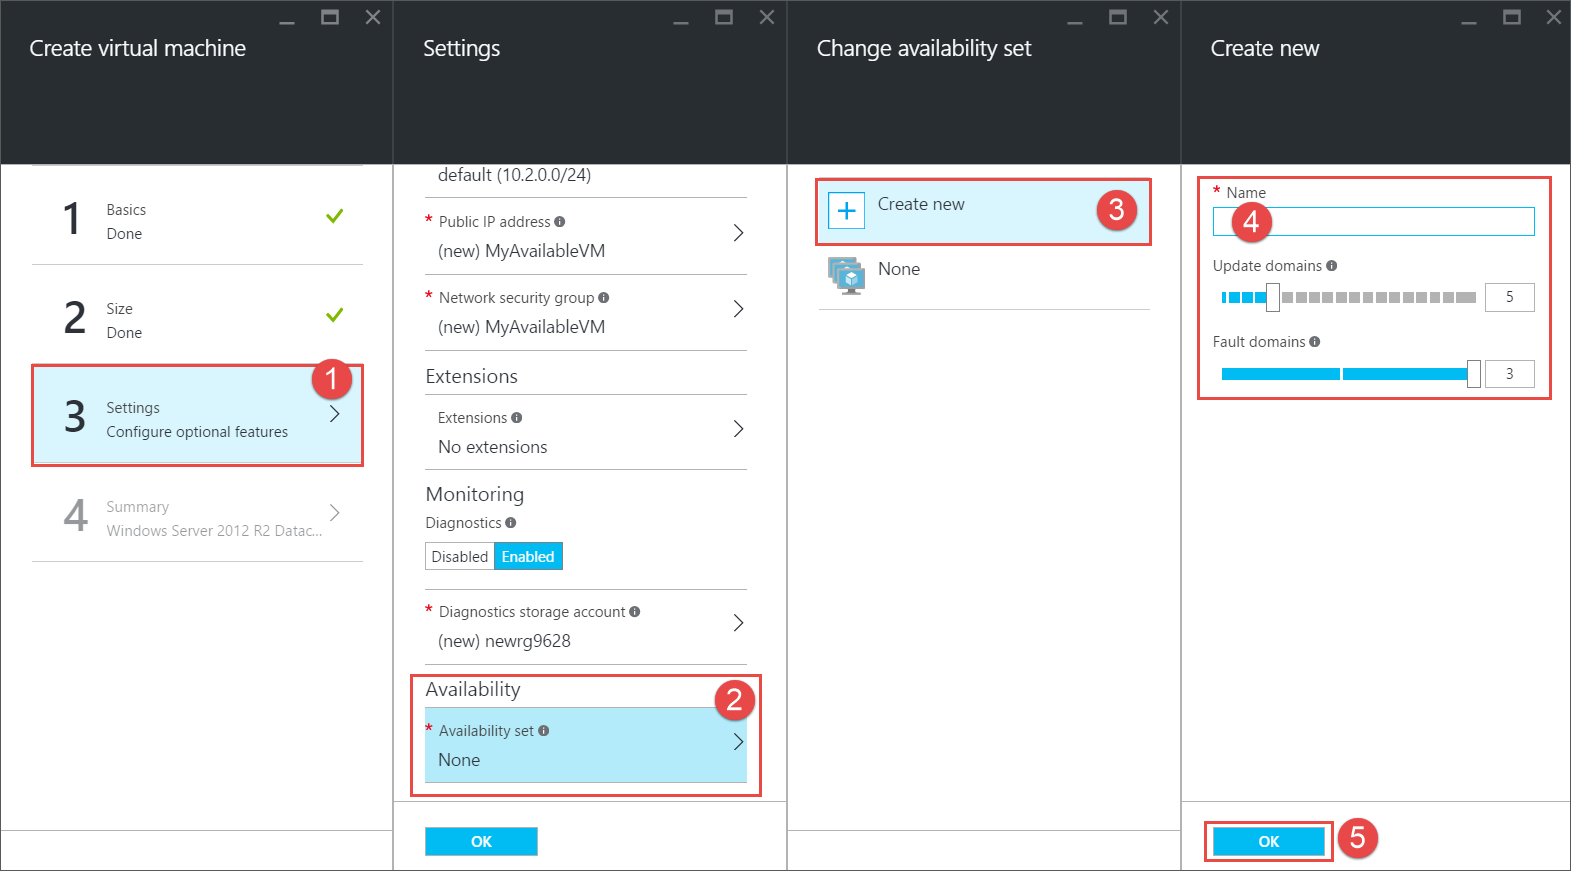 Create virtual machine
1
Basics
Done
2
Size
Done
1
3
Settings
Configure optional features
4
Summary
Windows Server 2012 R2 Datac...
Settings
default (10.2.0.0/24)
* Public IP address
(new) MyAvailableVM
* Network security group
(new) MyAvailableVM
Extensions
Extensions
No extensions
Monitoring
Diagnostics
Disabled Enabled
* Diagnostics storage account
(new) newrg9628
Availability
2
* Availability set
None
OK
Change availability set
Create new
3
None
Create new
* Name
4
Update domains
5
Fault domains
3
OK
5